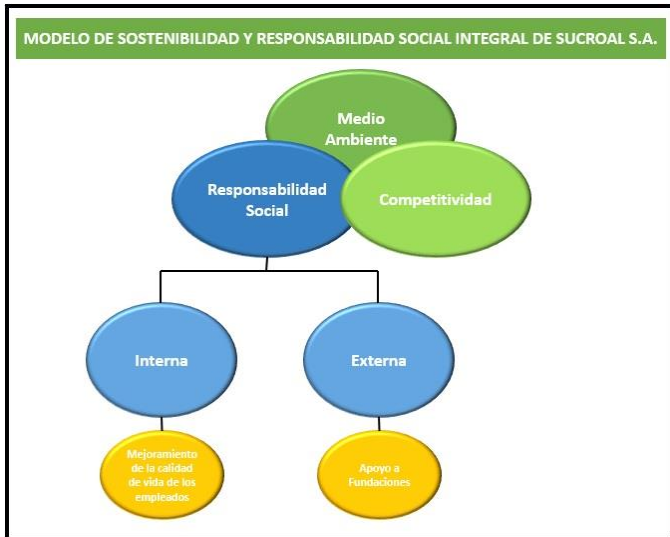 MODELO DE SOSTENIBILIDAD Y RESPONSABILIDAD SOCIAL INTEGRAL DE SUCROAL S.A.
Medio
Ambiente
Responsabilidad
Social
Competitividad
Interna
Externa
Mejoramiento
de la calidad
de vida de los
empleados
Apoyo a
Fundaciones